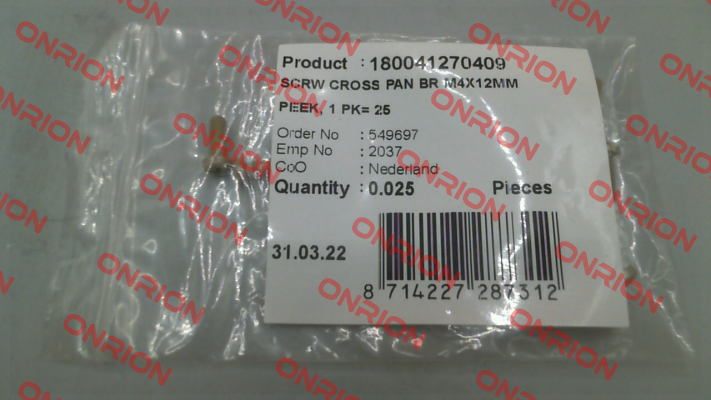 Product : 180041270409
SCRW CROSS PAN BR M4X12MM
PEEK, 1 PK= 25
Order No : 549697
Emp No : 2037
CoO : Nederland
Quantity : 0.025 Pieces
31.03.22
8 714227 287312
ONRION